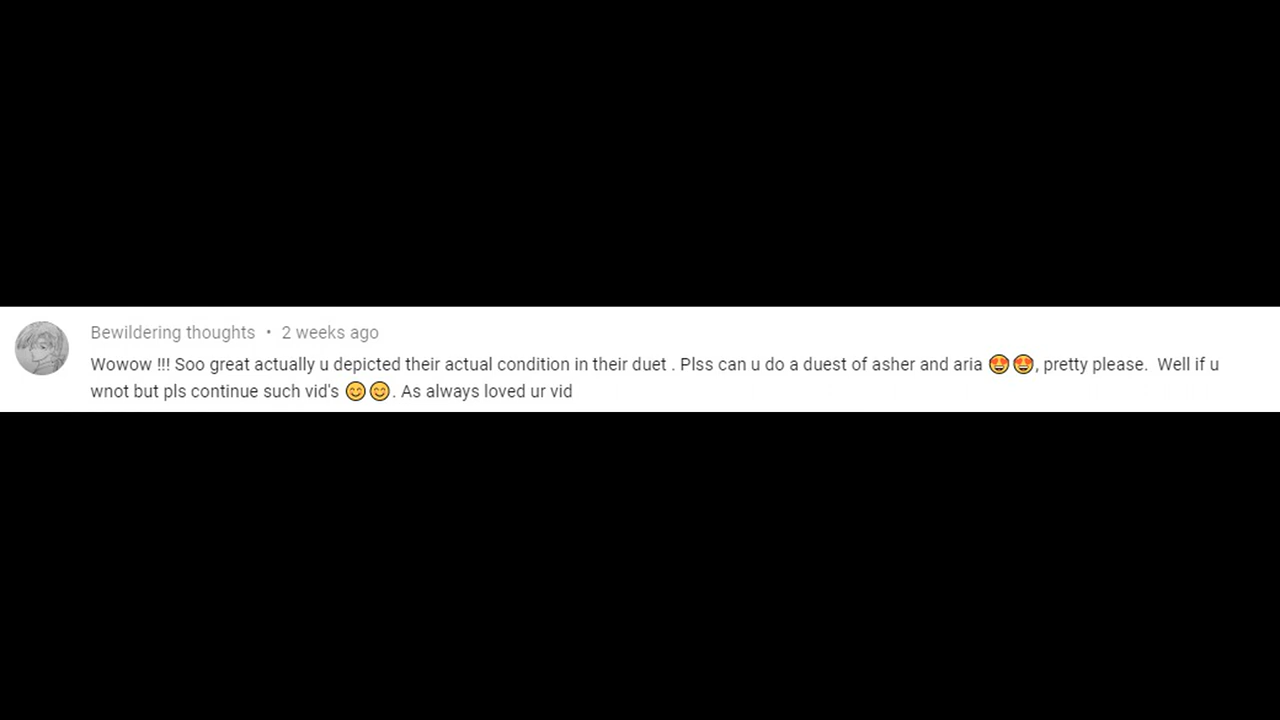 Bewildering thoughts • 2 weeks ago
Wowow !!! Soo great actually u depicted their actual condition in their duet . Plss can u do a duest of asher and aria 🤩🤩, pretty please.  Well if u
wnot but pls continue such vid's 😊😊. As always loved ur vid